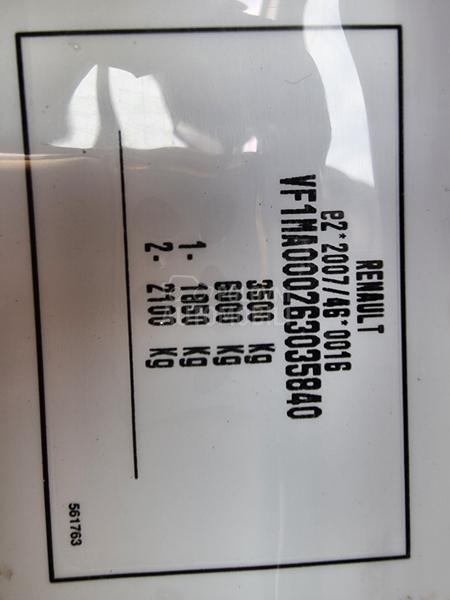 RENAULT
e2*2007/46*0016
VF1MA000263035840
3500 Kg
6000 Kg
1- 1850 Kg
2- 2100 Kg
561763